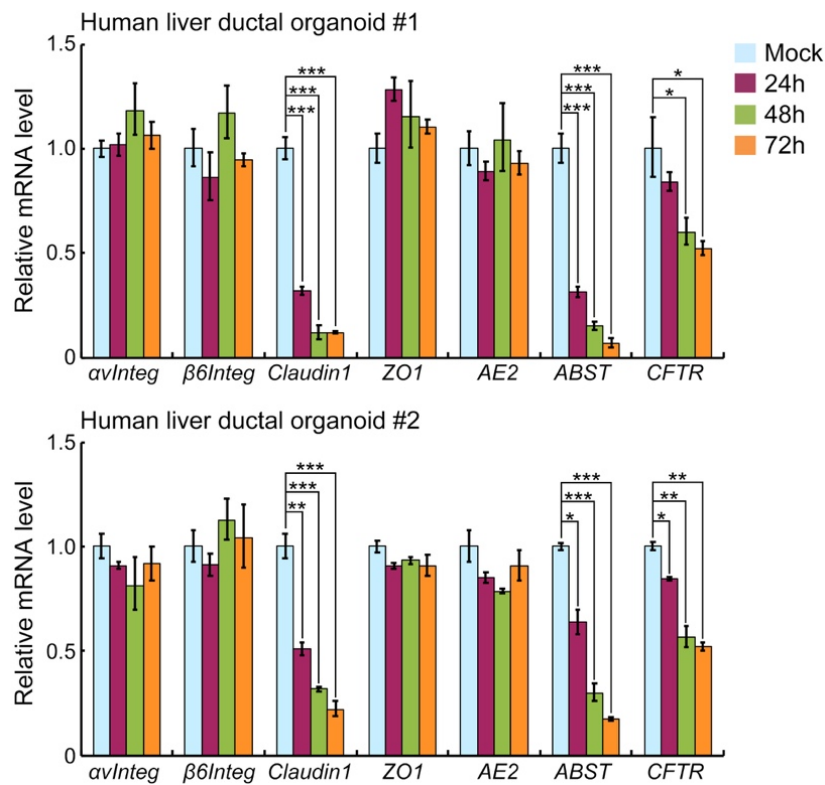 Human liver ductal organoid #1
Relative mRNA level
1.5
1.0
0.5
0
*** *** *** *** *** *** * *
αvInteg β6Integ Claudin1 ZO1 AE2 ABST CFTR
Mock
24h
48h
72h
Human liver ductal organoid #2
Relative mRNA level
1.5
1.0
0.5
0
*** *** ** *** *** * ** ** *
αvInteg β6Integ Claudin1 ZO1 AE2 ABST CFTR